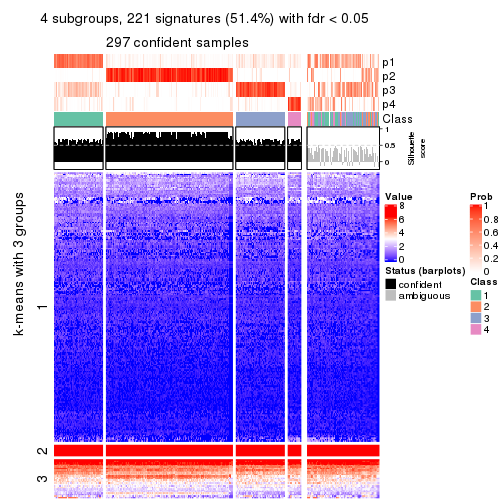 4 subgroups, 221 signatures (51.4%) with fdr < 0.05
297 confident samples
p1
p2
p3
p4
Class
1
0.5
0
Silhouette
score
k-means with 3 groups
1
2
3
Value
8
6
4
2
0
Status (barplots)
confident
ambiguous
Prob
1
0.8
0.6
0.4
0.2
0
Class
1
2
3
4